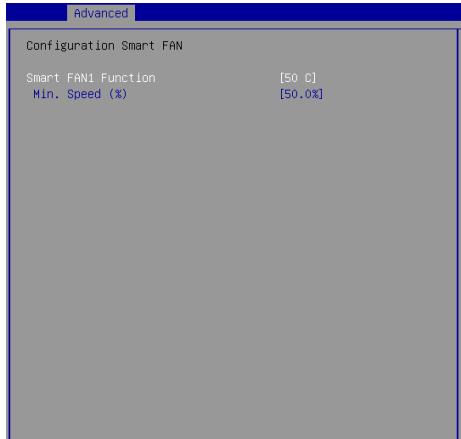 Advanced
Configuration Smart FAN
Smart FAN1 Function [50 C]
Min. Speed (%) [50.0%]